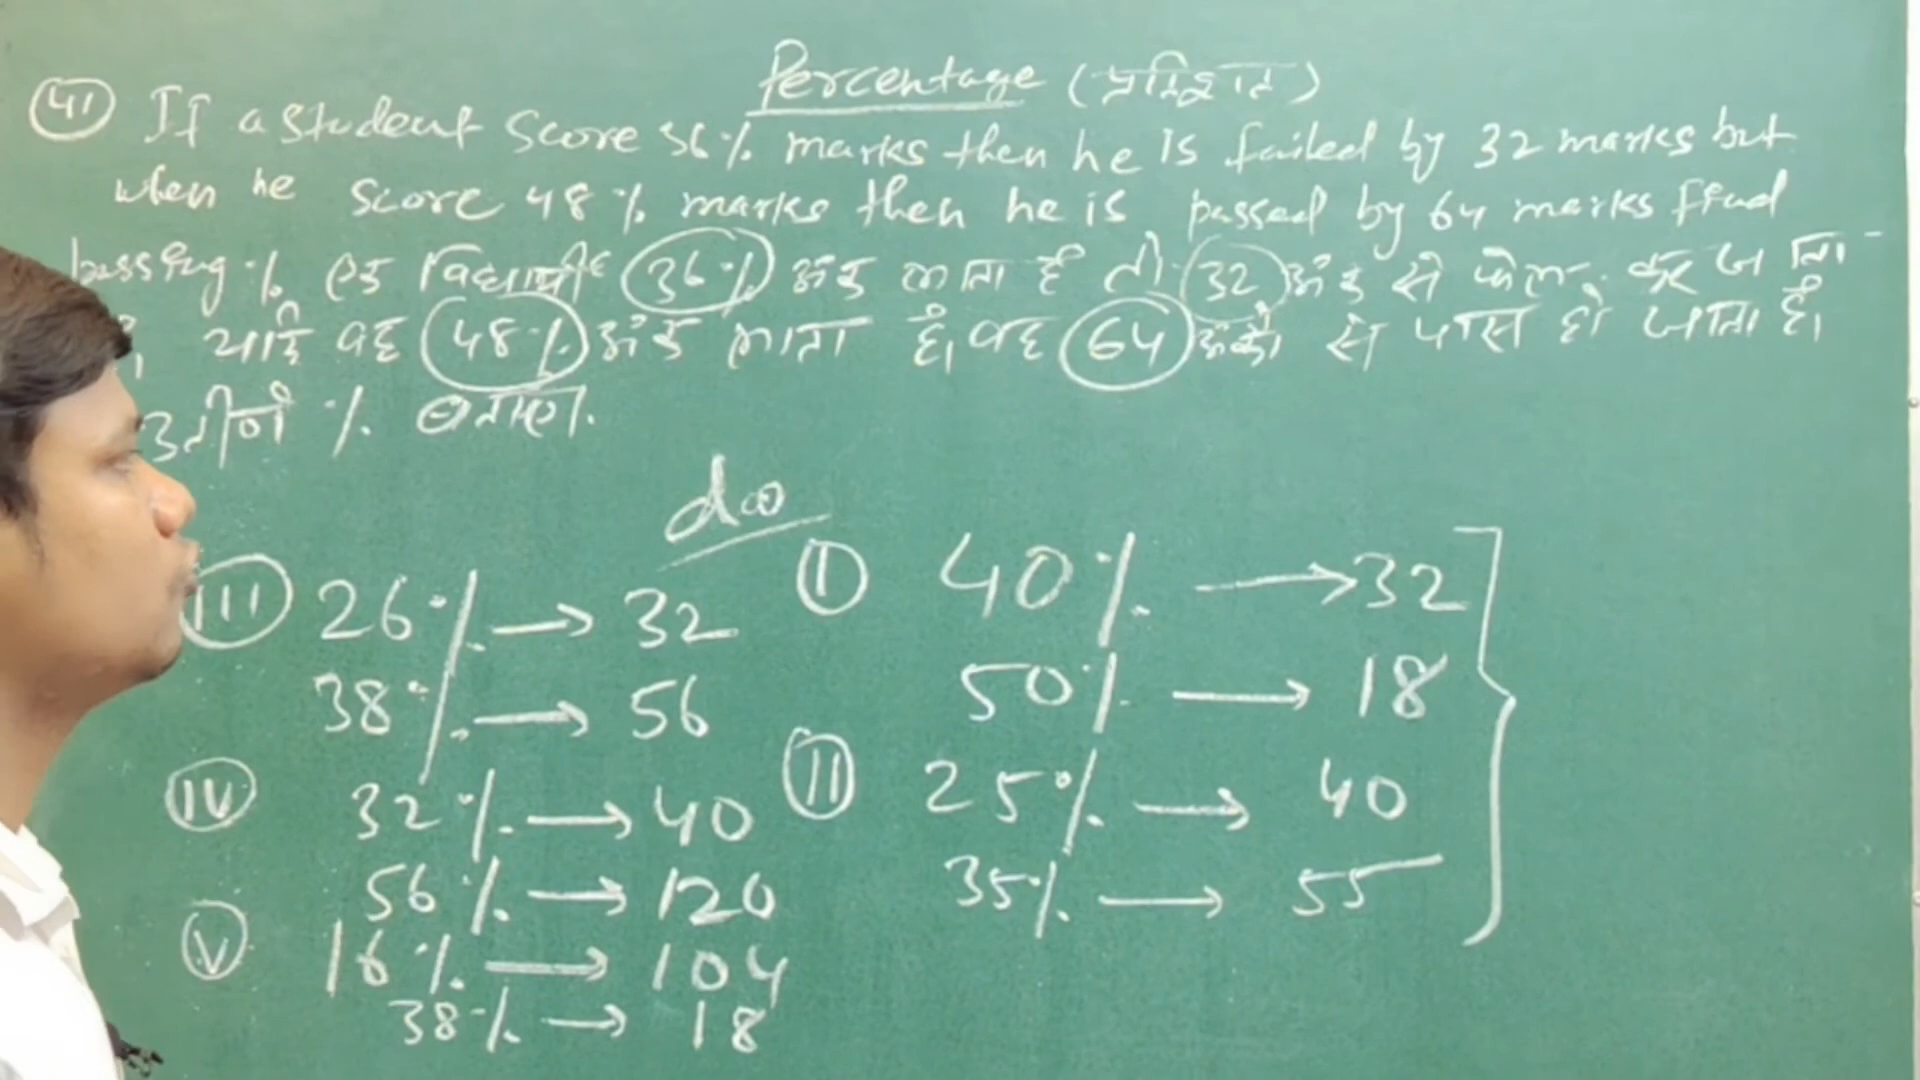 Percentage (प्रतिशत)
41 If a student score 36% marks then he is failed by 32 marks but
when he score 48% marks then he is passed by 64 marks find
passing % एक विद्यार्थी 36% अंक लाता है तो 32 अंक से फेल कर जाता
है, यदि वह 48% अंक लाता है, वह 64 अंको से पास हो जाता है,
उतीर्ण % बताए.
do
I 40% → 32
50% → 18
II 25% → 40
35% → 55
III 26% → 32
38% → 56
IV 32% → 40
56% → 120
V 16% → 104
38% → 18